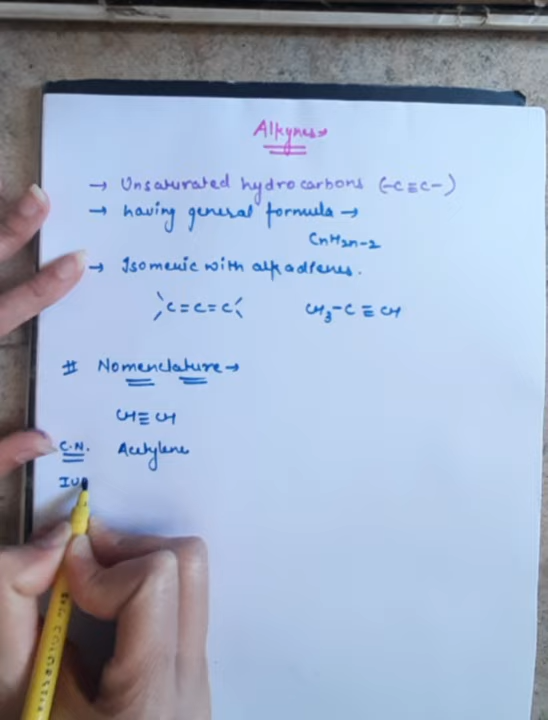 Alkynes
→ Unsaturated hydrocarbons (-C≡C-)
→ having general formula →
CnH2n-2
→ Isomeric with alkadienes.
C=C=C CH3-C≡CH
# Nomenclature →
CH≡CH
C.N. Acetylene
IU